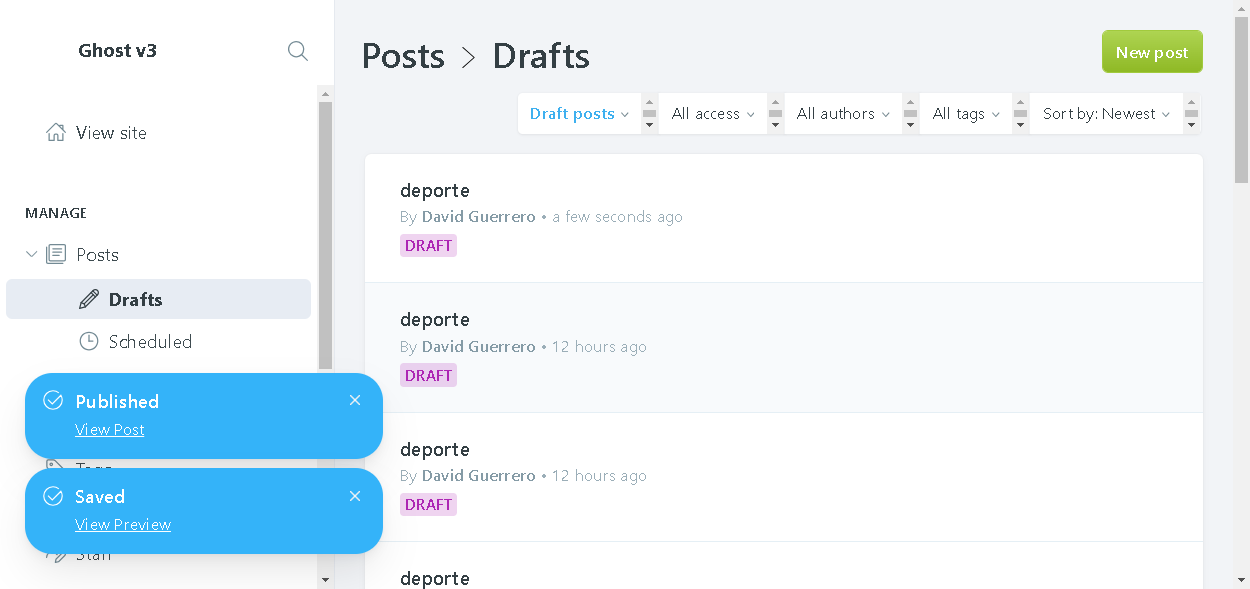 Ghost v3
View site
MANAGE
Posts
Drafts
Scheduled
Published
View Post
Tags
Saved
View Preview
Staff
Posts > Drafts
New post
Draft posts
All access
All authors
All tags
Sort by: Newest
deporte
By David Guerrero • a few seconds ago
DRAFT
deporte
By David Guerrero • 12 hours ago
DRAFT
deporte
By David Guerrero • 12 hours ago
DRAFT
deporte